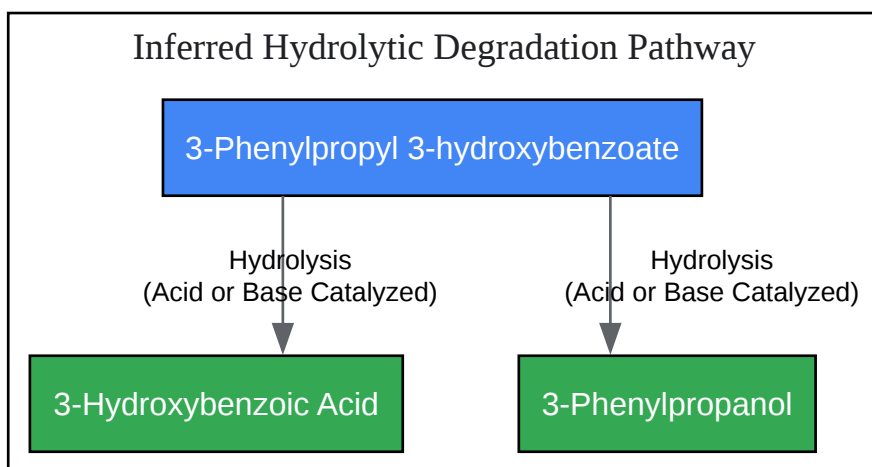 Inferred Hydrolytic Degradation Pathway
3-Phenylpropyl 3-hydroxybenzoate
Hydrolysis
(Acid or Base Catalyzed)
Hydrolysis
(Acid or Base Catalyzed)
3-Hydroxybenzoic Acid
3-Phenylpropanol